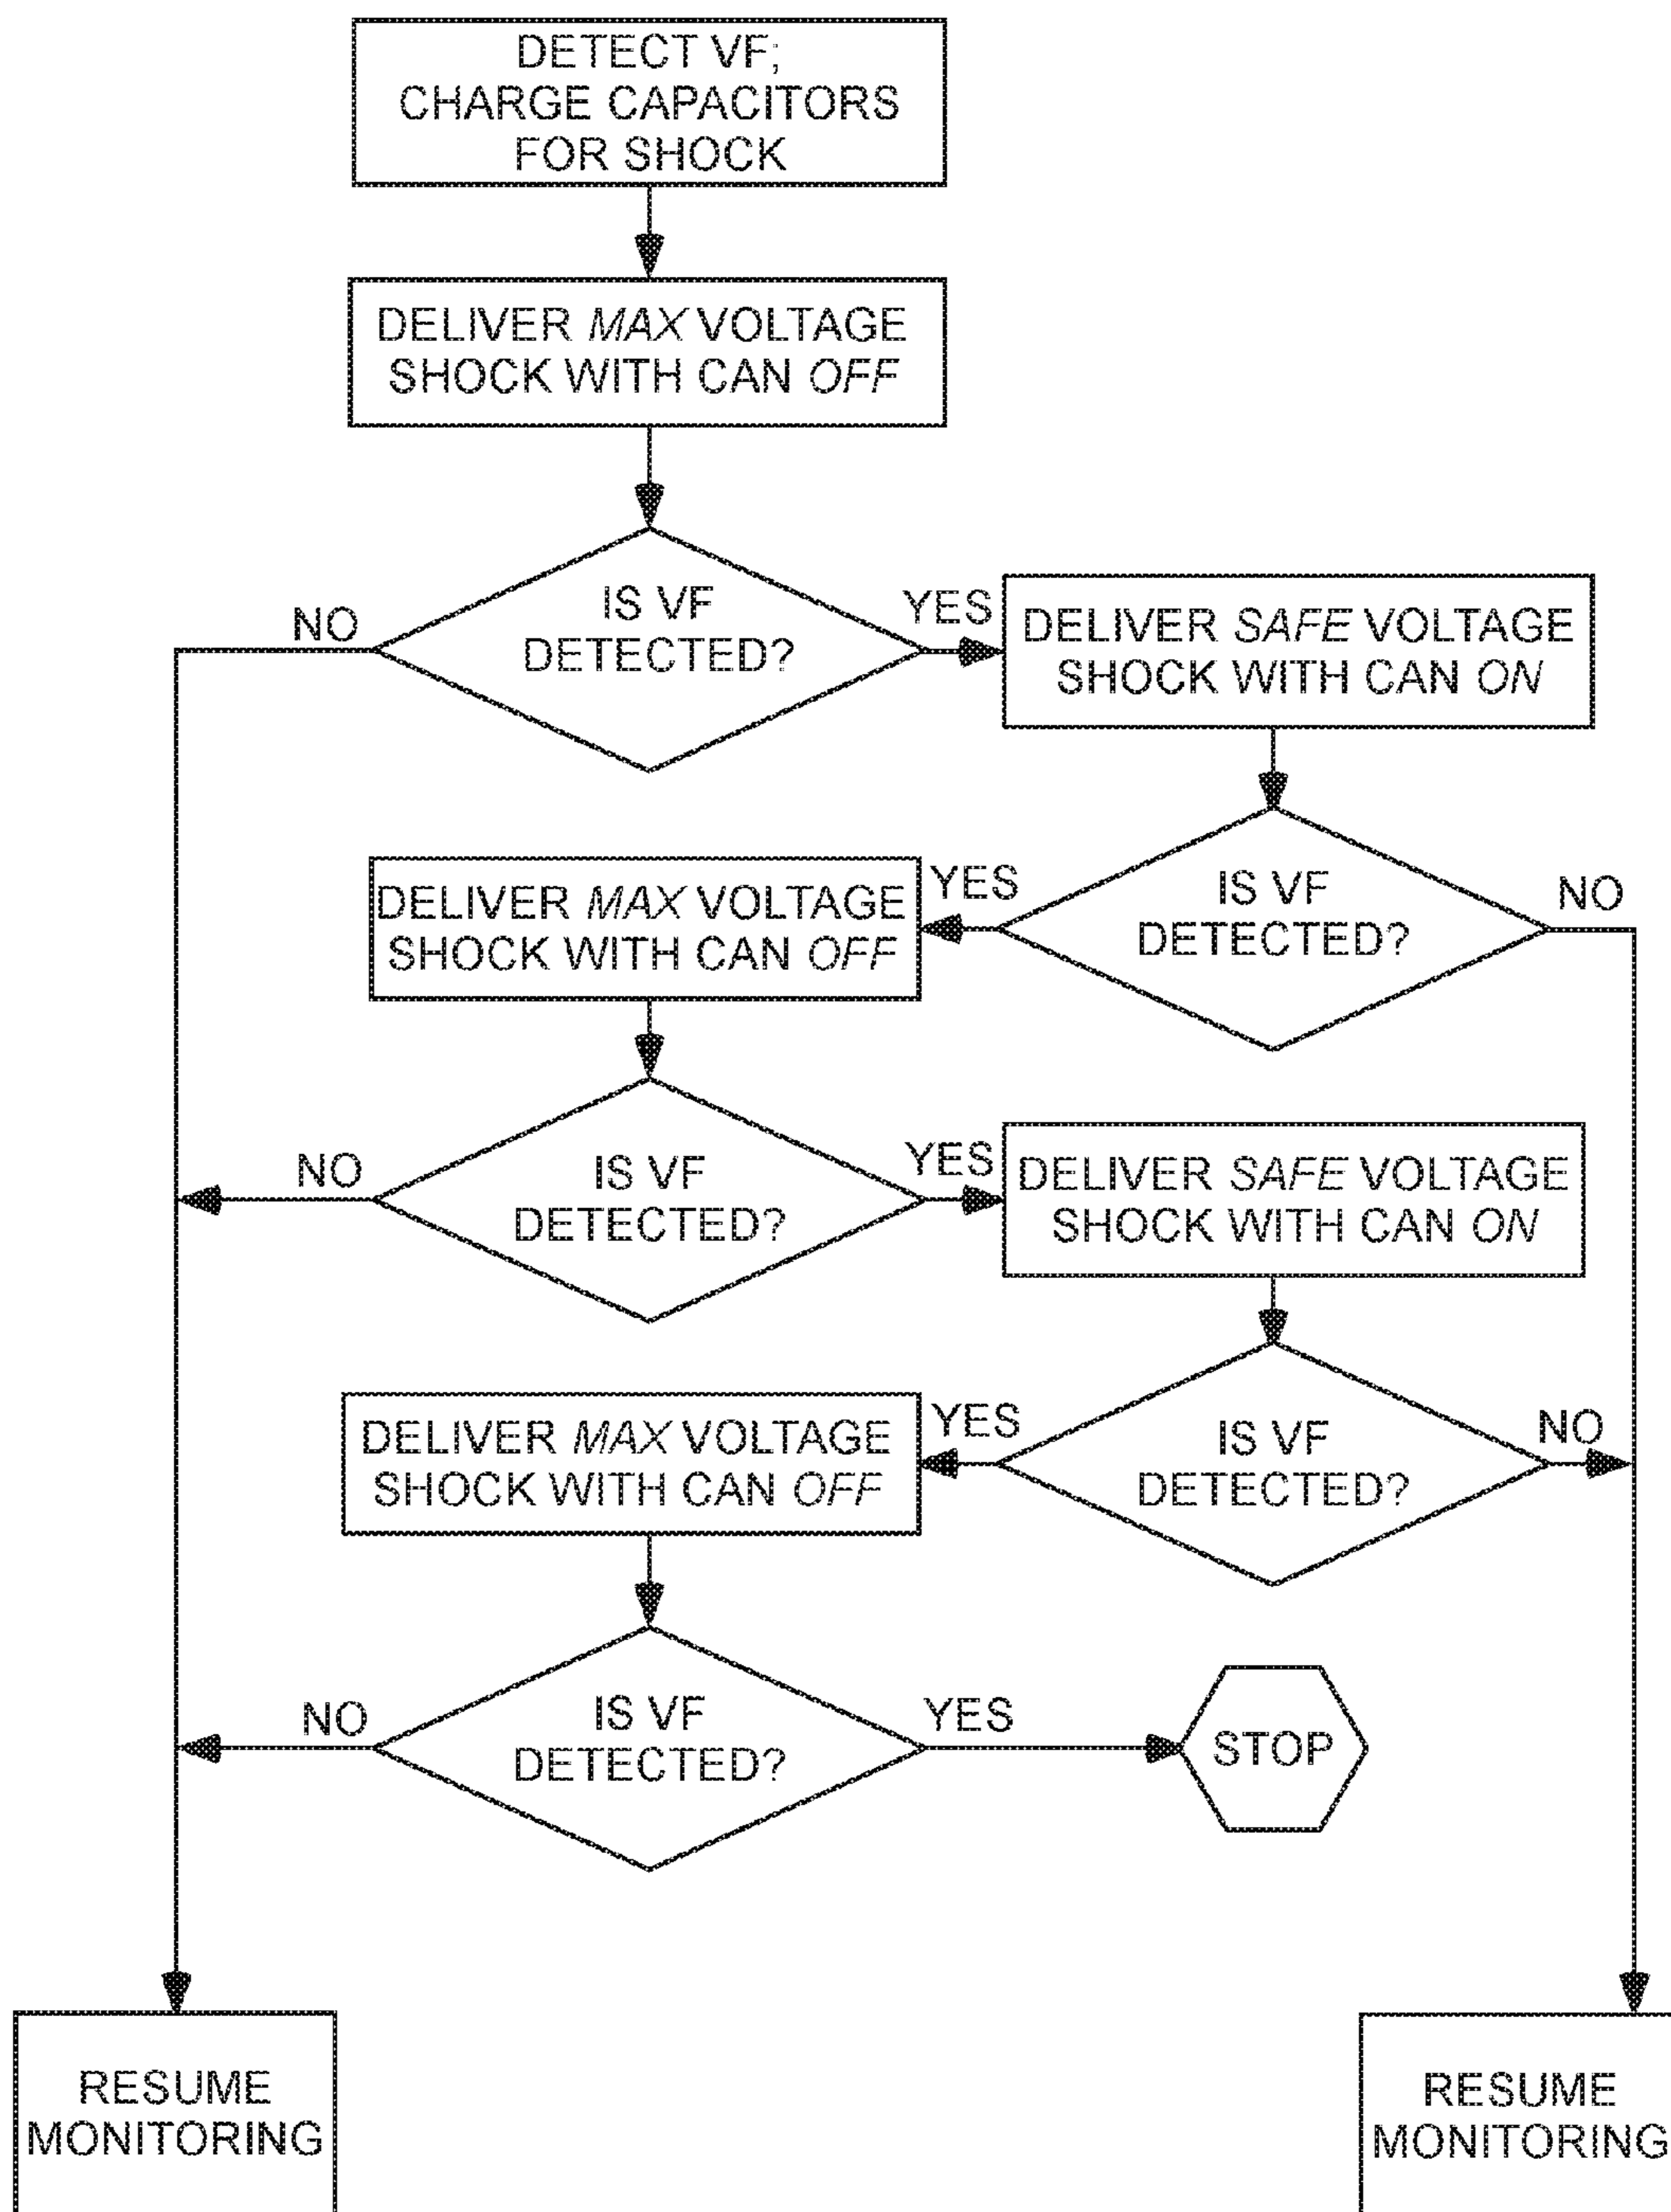 DETECT VF;
CHARGE CAPACITORS
FOR SHOCK
DELIVER MAX VOLTAGE
SHOCK WITH CAN OFF
IS VF
DETECTED?
NO
YES
DELIVER SAFE VOLTAGE
SHOCK WITH CAN ON
IS VF
DETECTED?
YES
NO
DELIVER MAX VOLTAGE
SHOCK WITH CAN OFF
IS VF
DETECTED?
NO
YES
DELIVER SAFE VOLTAGE
SHOCK WITH CAN ON
IS VF
DETECTED?
YES
NO
DELIVER MAX VOLTAGE
SHOCK WITH CAN OFF
IS VF
DETECTED?
NO
YES
STOP
RESUME
MONITORING
RESUME
MONITORING